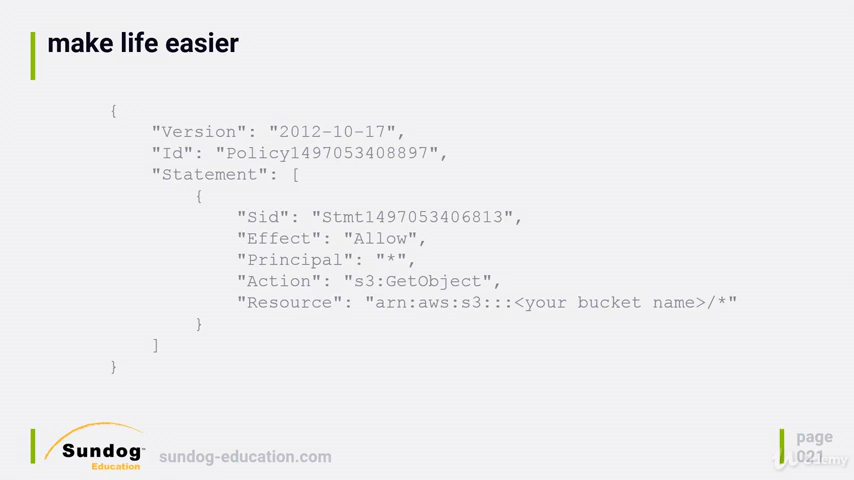 make life easier
{
"Version": "2012-10-17",
"Id": "Policy1497053408897",
"Statement": [
{
"Sid": "Stmt1497053406813",
"Effect": "Allow",
"Principal": "*",
"Action": "s3:GetObject",
"Resource": "arn:aws:s3:::<your bucket name>/*"
}
]
}
Sundog
Education
sundog-education.com
page
021
udemy